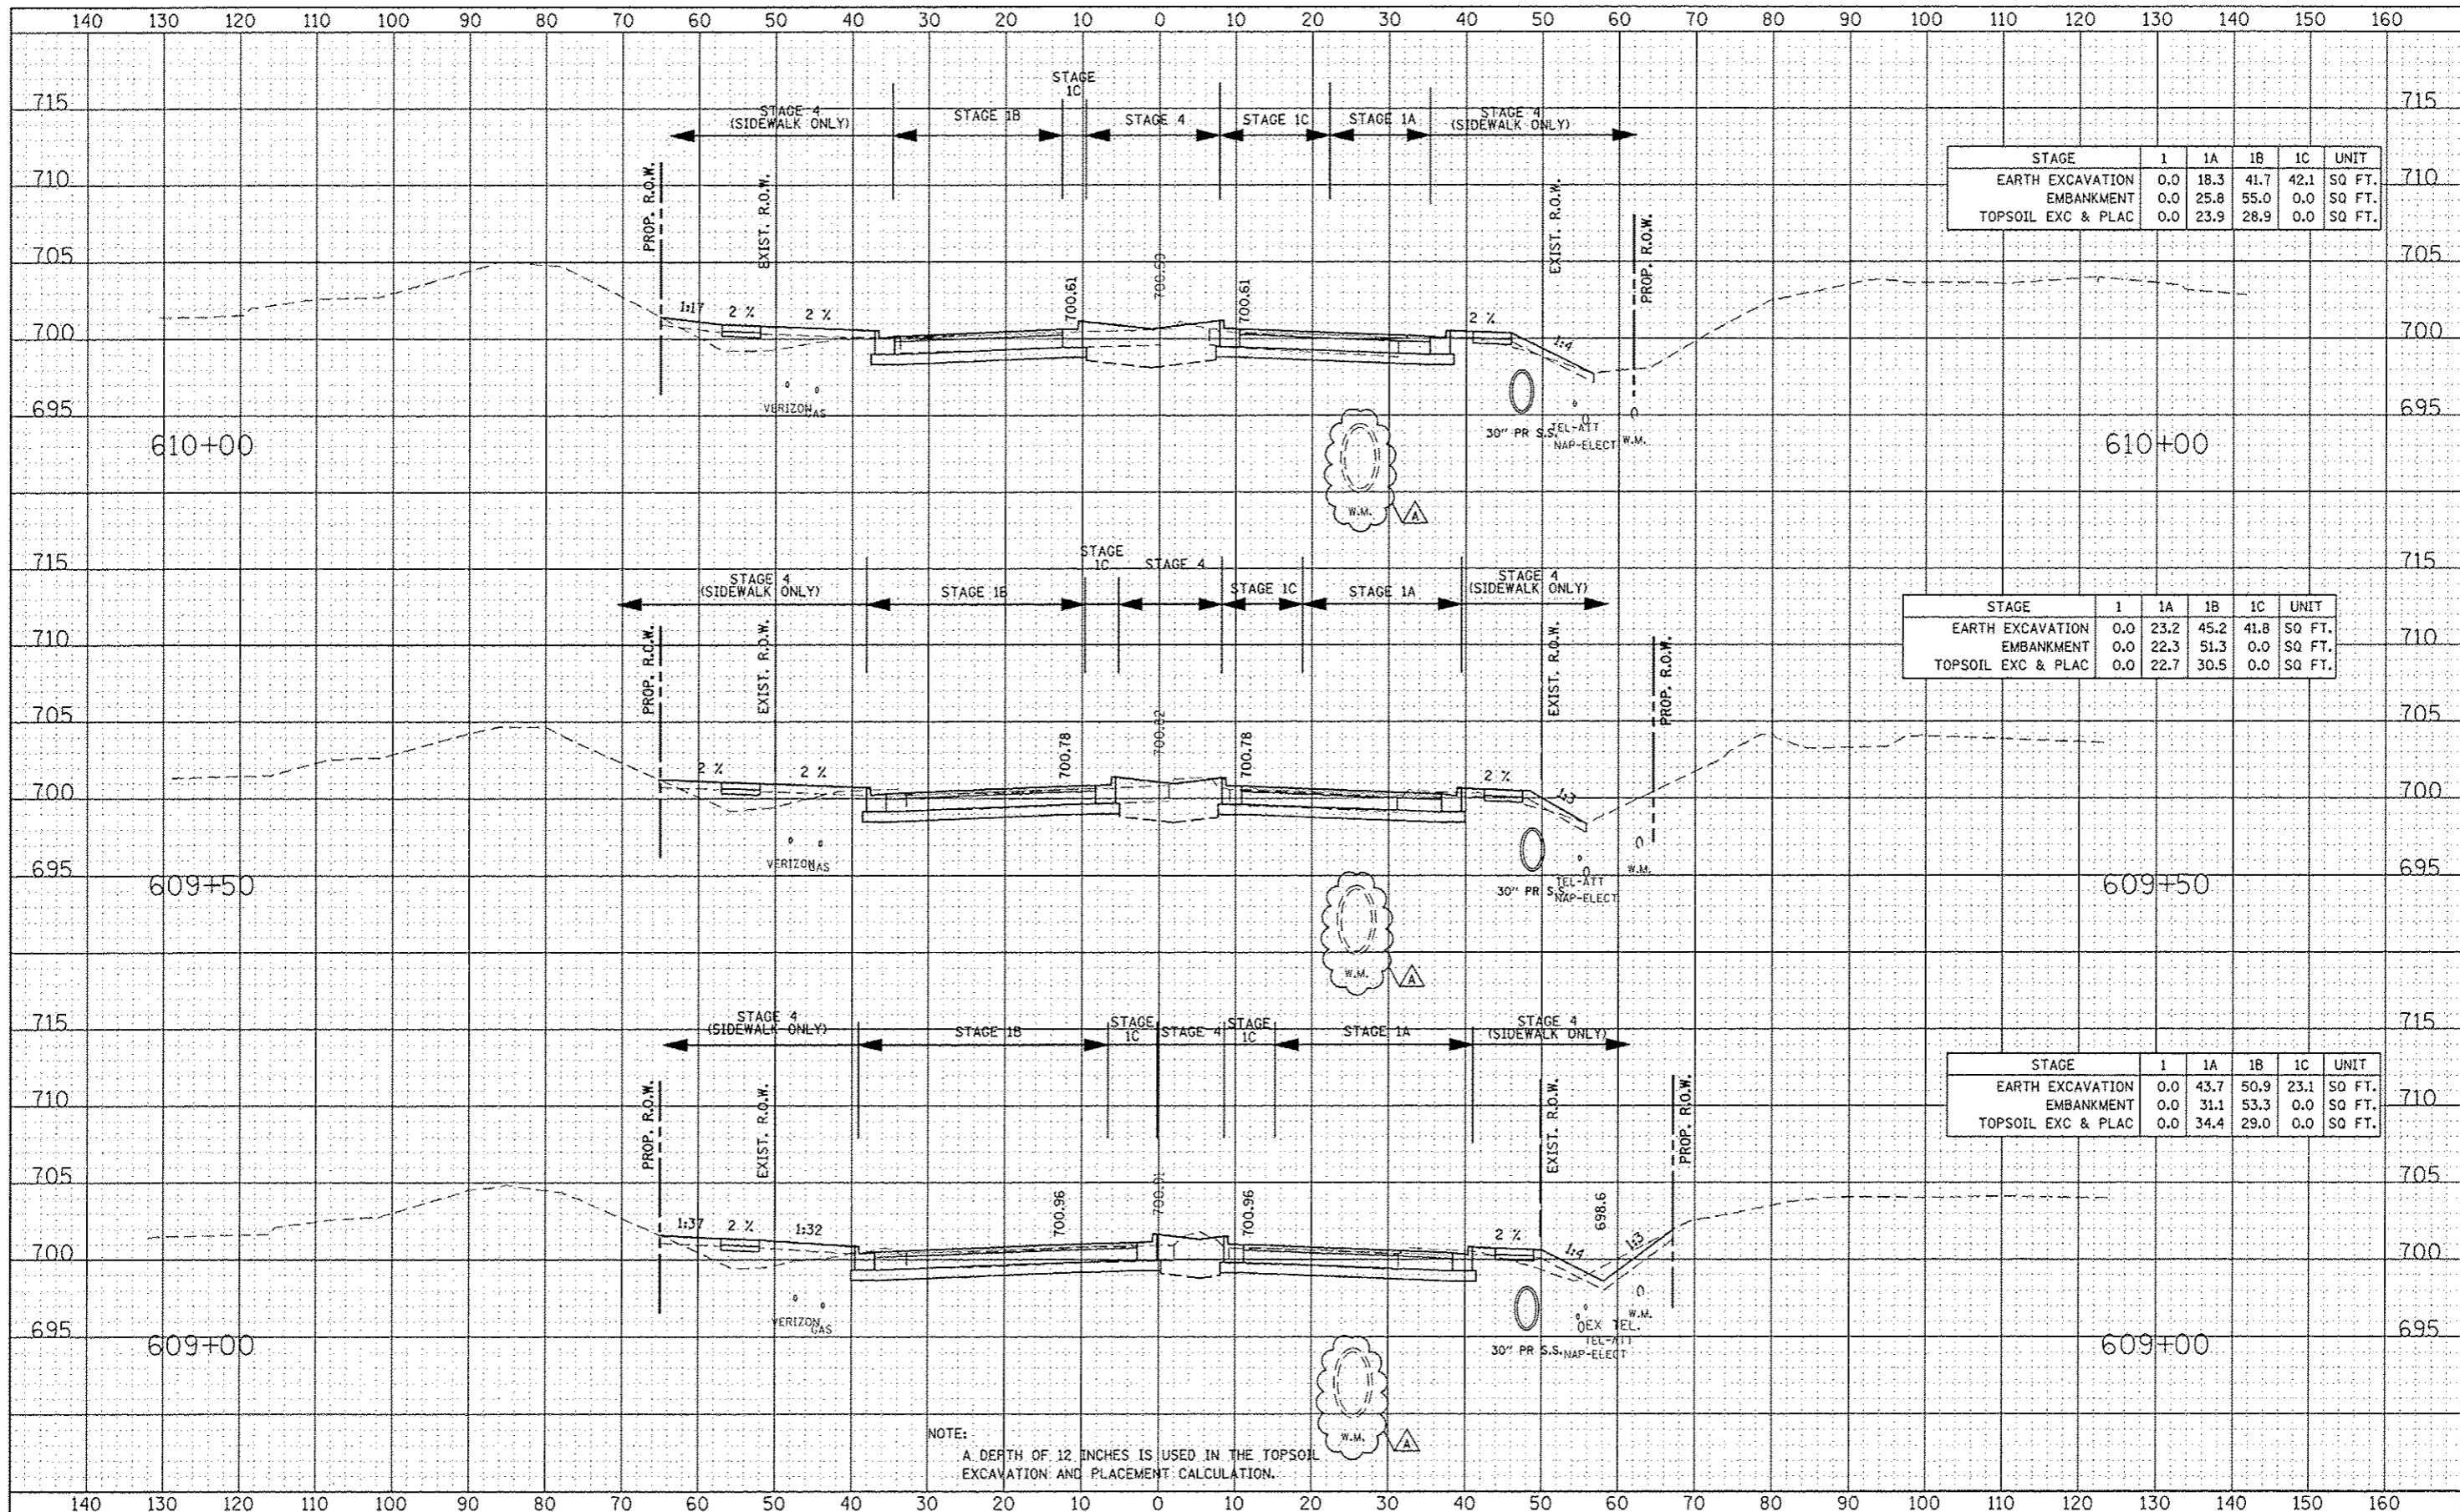 140 130 120 110 100 90 80 70 60 50 40 30 20 10 0 10 20 30 40 50 60 70 80 90 100 110 120 130 140 150 160
STAGE
1C
715
STAGE 4
(SIDEWALK ONLY)
STAGE 1B
STAGE 4
STAGE 1C
STAGE 1A
STAGE 4
(SIDEWALK ONLY)
715
710
PROP. R.O.W.
EXIST. R.O.W.
EXIST. R.O.W.
PROP. R.O.W.
710
STAGE 1 1A 1B 1C UNIT
EARTH EXCAVATION 0.0 18.3 41.7 42.1 SQ FT.
EMBANKMENT 0.0 25.8 55.0 0.0 SQ FT.
TOPSOIL EXC & PLAC 0.0 23.9 28.9 0.0 SQ FT.
705
705
700
1:17
2 %
2 %
700.61
700.61
2 %
1:4
700
695
VERIZON
GAS
30" PR S.S.
TEL-ATT
NAP-ELECT
W.M.
695
610+00
610+00
W.M.
A
STAGE
1C
STAGE 4
715
STAGE 4
(SIDEWALK ONLY)
STAGE 1B
STAGE 1C
STAGE 1A
STAGE 4
(SIDEWALK ONLY)
715
710
PROP. R.O.W.
EXIST. R.O.W.
EXIST. R.O.W.
PROP. R.O.W.
710
STAGE 1 1A 1B 1C UNIT
EARTH EXCAVATION 0.0 23.2 45.2 41.8 SQ FT.
EMBANKMENT 0.0 22.3 51.3 0.0 SQ FT.
TOPSOIL EXC & PLAC 0.0 22.7 30.5 0.0 SQ FT.
705
705
700
2 %
2 %
700.78
700.78
2 %
1:3
700
695
VERIZON
GAS
30" PR S.S.
TEL-ATT
NAP-ELECT
W.M.
695
609+50
609+50
W.M.
A
715
STAGE 4
(SIDEWALK ONLY)
STAGE 1B
STAGE
1C
STAGE 4
STAGE
1C
STAGE 1A
STAGE 4
(SIDEWALK ONLY)
715
710
PROP. R.O.W.
EXIST. R.O.W.
EXIST. R.O.W.
PROP. R.O.W.
710
STAGE 1 1A 1B 1C UNIT
EARTH EXCAVATION 0.0 43.7 50.9 23.1 SQ FT.
EMBANKMENT 0.0 31.1 53.3 0.0 SQ FT.
TOPSOIL EXC & PLAC 0.0 34.4 29.0 0.0 SQ FT.
705
705
700
1:37
2 %
1:32
700.96
700.96
2 %
1:4
698.6
1:3
700
695
VERIZON
GAS
30" PR S.S.
EX TEL.
TEL-ATT
NAP-ELECT
W.M.
695
609+00
609+00
W.M.
A
NOTE:
A DEPTH OF 12 INCHES IS USED IN THE TOPSOIL
EXCAVATION AND PLACEMENT CALCULATION.
140 130 120 110 100 90 80 70 60 50 40 30 20 10 0 10 20 30 40 50 60 70 80 90 100 110 120 130 140 150 160